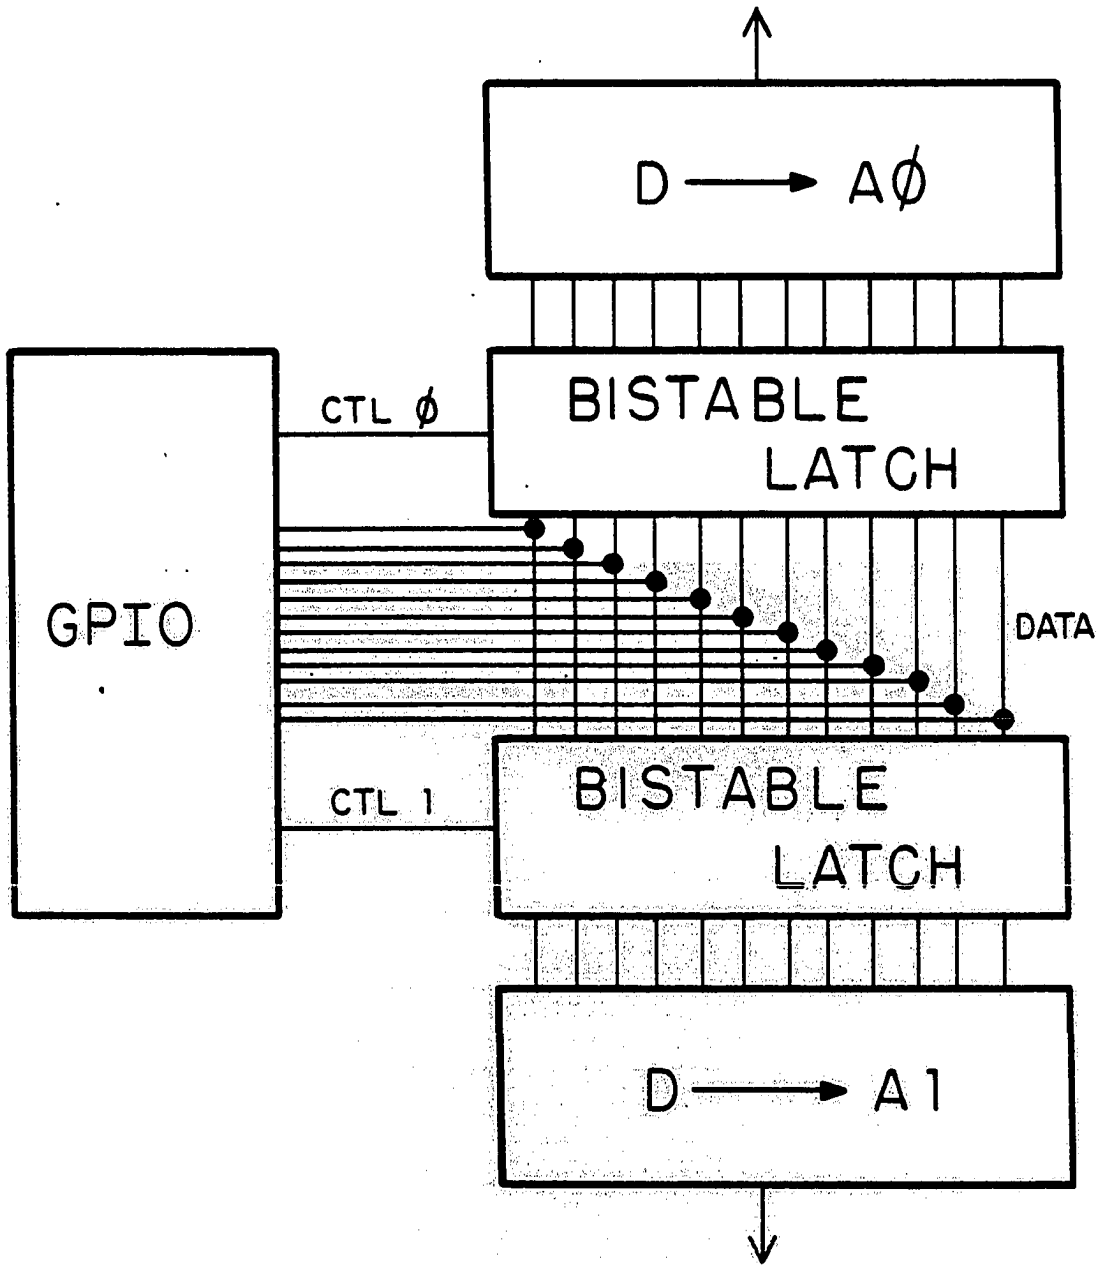 D → AØ
BISTABLE
LATCH
CTL Ø
GPIO
DATA
BISTABLE
LATCH
CTL 1
D → A1